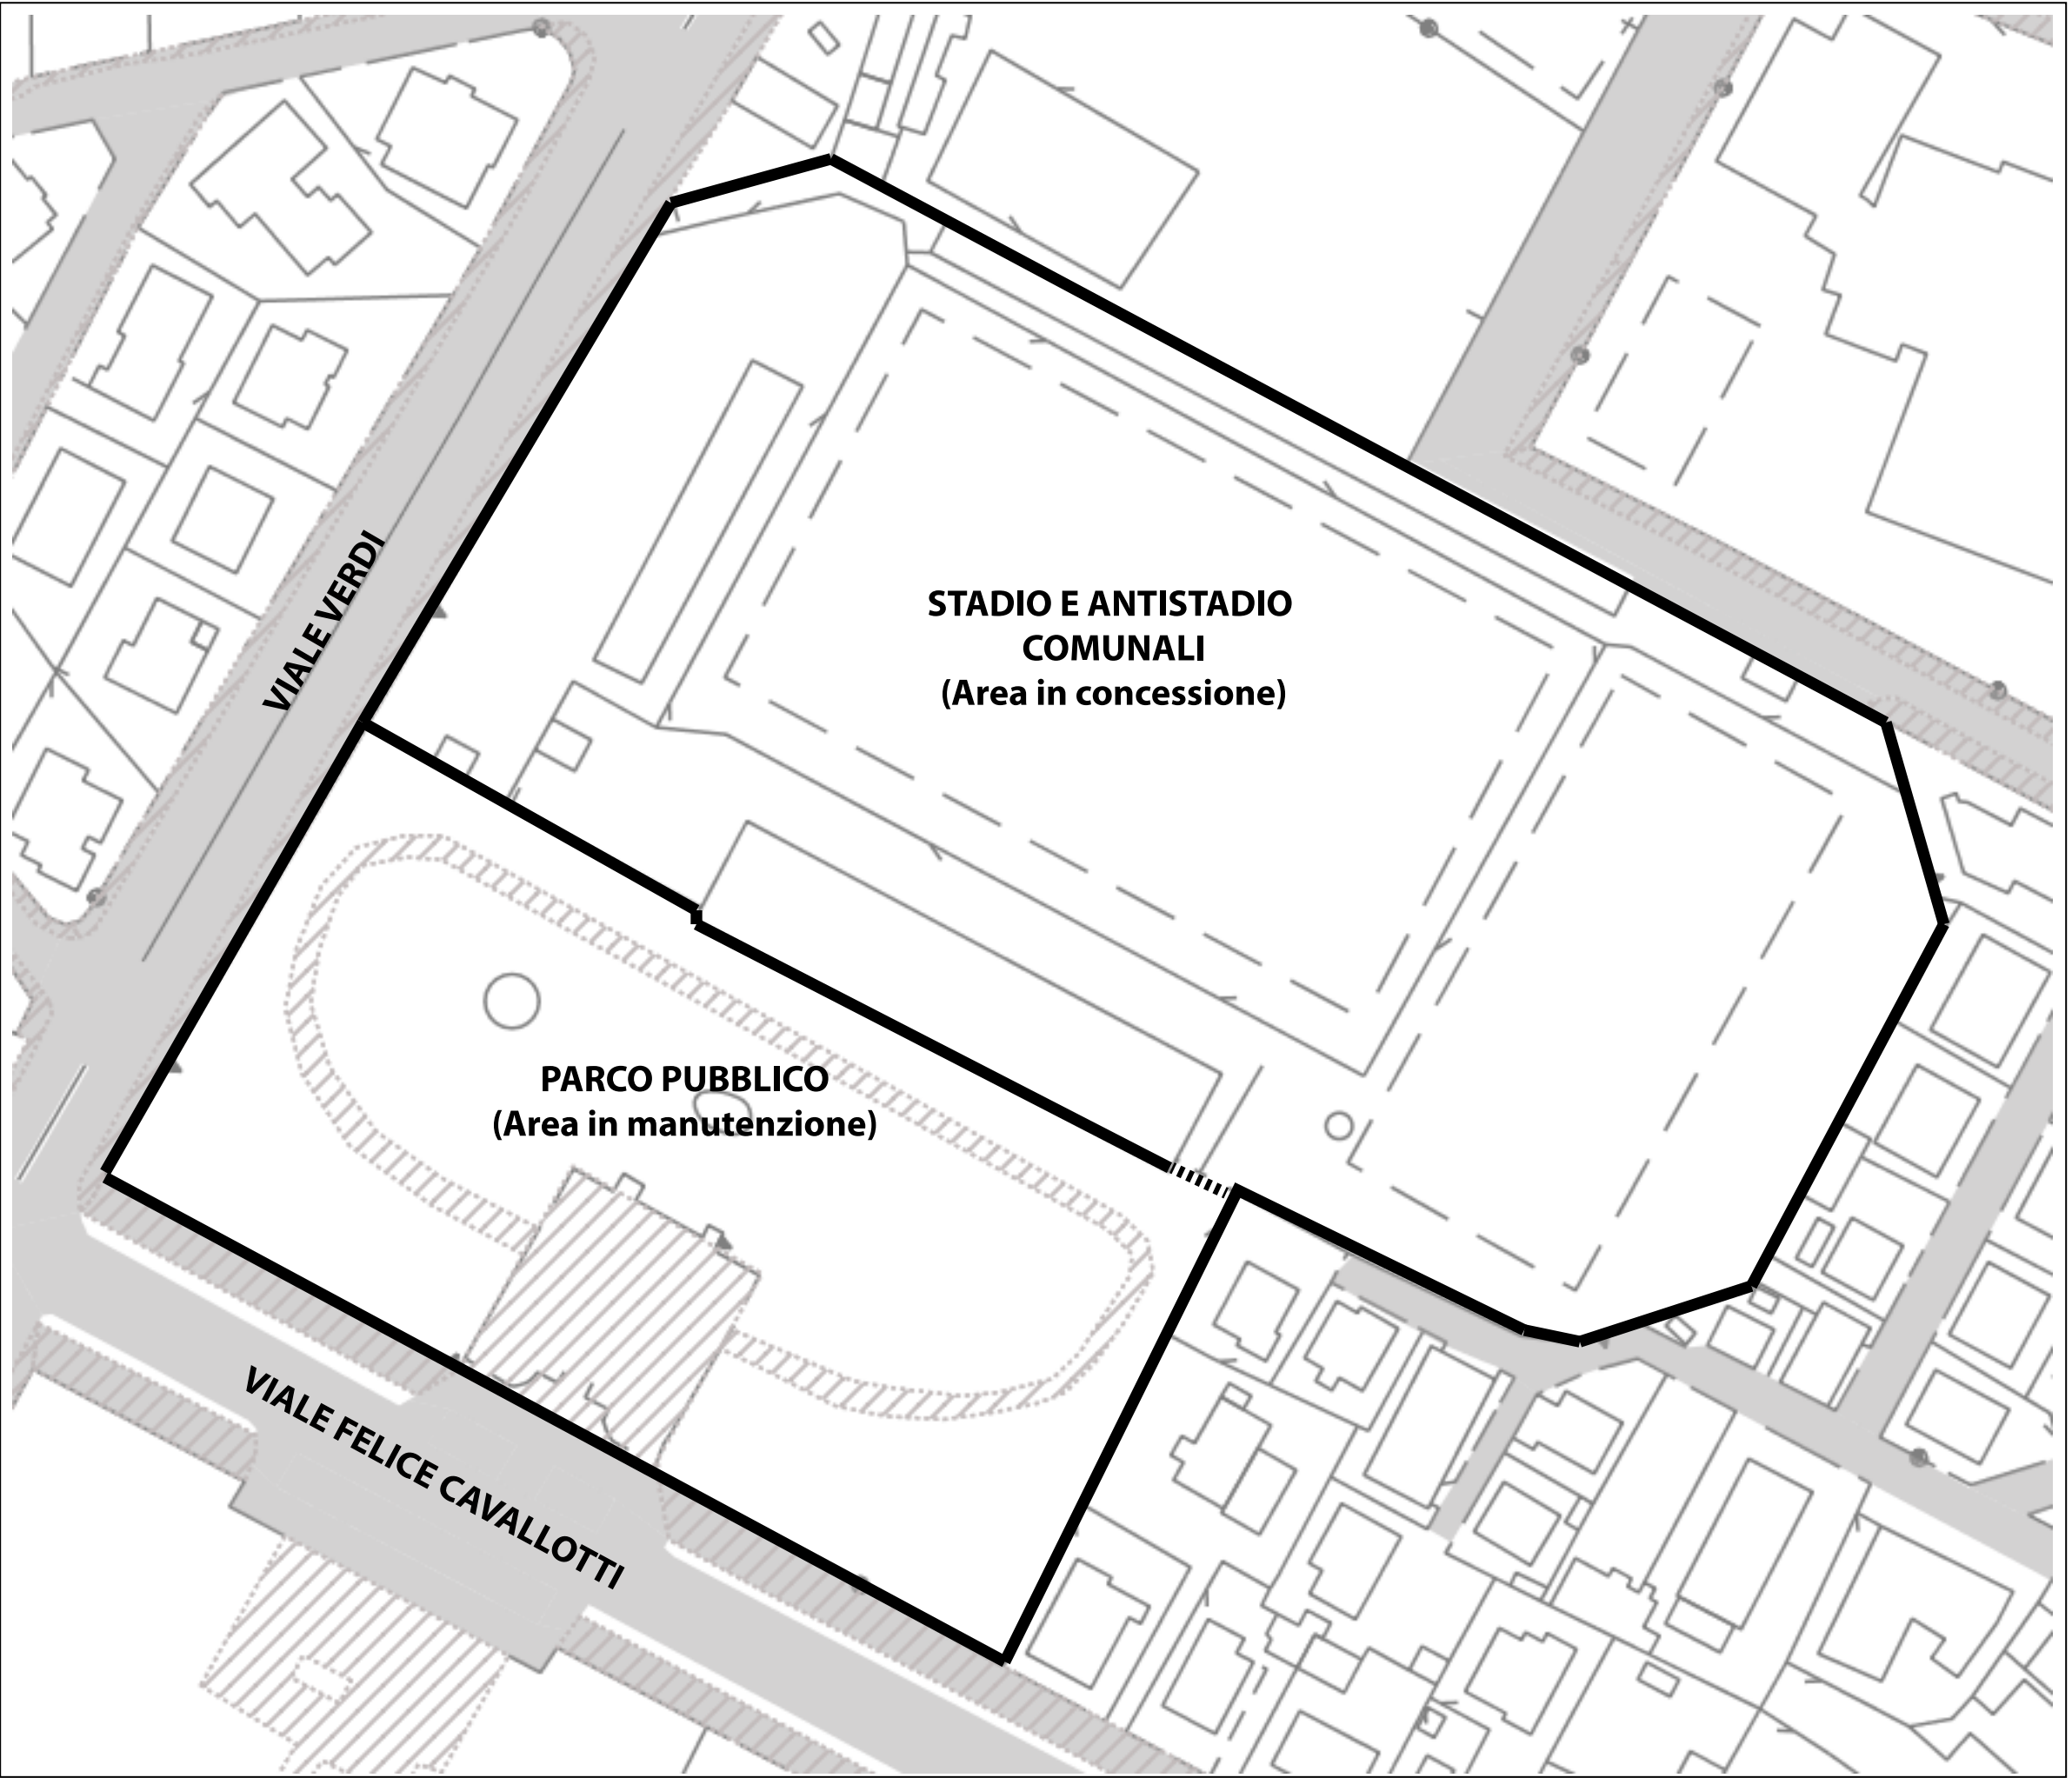 STADIO E ANTISTADIO
COMUNALI
(Area in concessione)
VIALE VERDI
PARCO PUBBLICO
(Area in manutenzione)
VIALE FELICE CAVALLOTTI